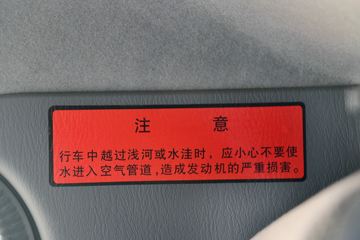 注 意
行车中越过浅河或水洼时，应小心不要使
水进入空气管道，造成发动机的严重损害。